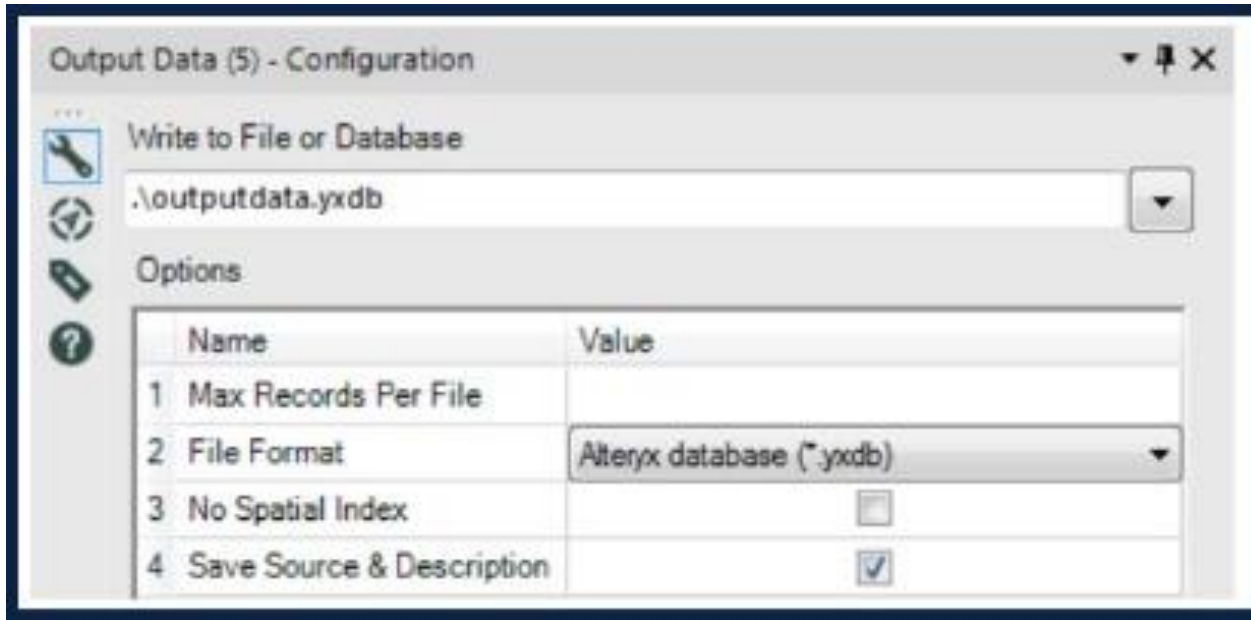 Output Data (5) - Configuration
Write to File or Database
.\outputdata.yxdb
Options
Name Value
1 Max Records Per File
2 File Format Alteryx database (*.yxdb)
3 No Spatial Index
4 Save Source & Description